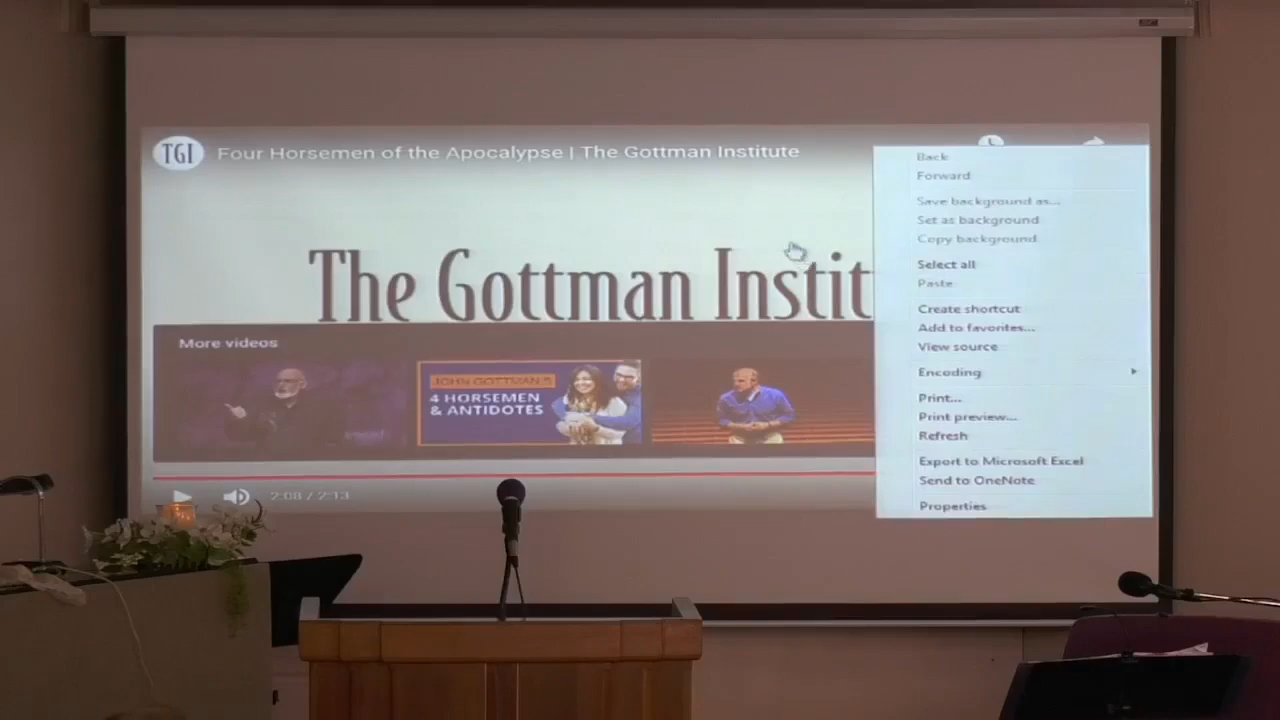 TGI
Four Horsemen of the Apocalypse | The Gottman Institute
The Gottman Instit
More videos
JOHN GOTTMAN'S
4 HORSEMEN
& ANTIDOTES
2:08 / 2:13
Back
Forward
Save background as...
Set as background
Copy background
Select all
Paste
Create shortcut
Add to favorites...
View source
Encoding
Print...
Print preview...
Refresh
Export to Microsoft Excel
Send to OneNote
Properties